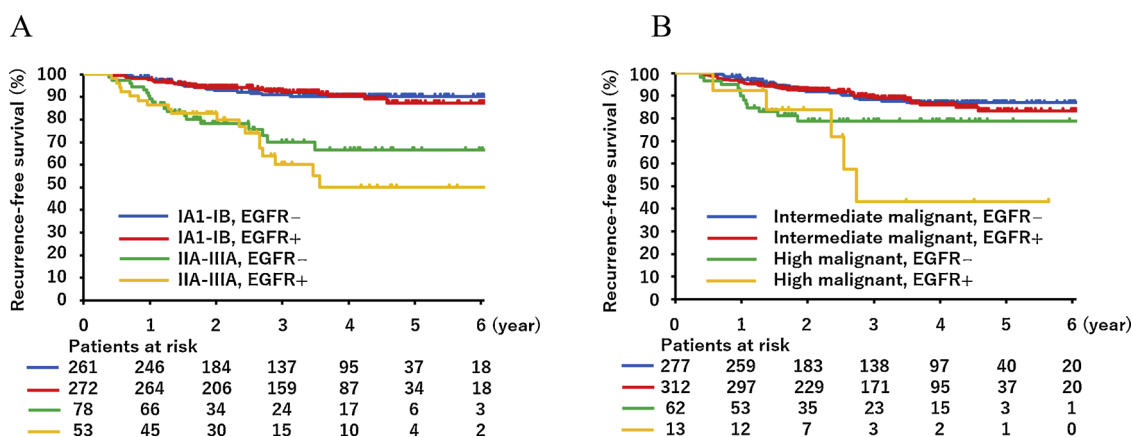 A
Recurrence-free survival (%)
100
90
80
70
60
50
40
30
20
10
0
IA1-IB, EGFR−
IA1-IB, EGFR+
IIA-IIIA, EGFR−
IIA-IIIA, EGFR+
0 1 2 3 4 5 6 (year)
Patients at risk
261 246 184 137 95 37 18
272 264 206 159 87 34 18
78 66 34 24 17 6 3
53 45 30 15 10 4 2
B
Recurrence-free survival (%)
100
90
80
70
60
50
40
30
20
10
0
Intermediate malignant, EGFR−
Intermediate malignant, EGFR+
High malignant, EGFR−
High malignant, EGFR+
0 1 2 3 4 5 6 (year)
Patients at risk
277 259 183 138 97 40 20
312 297 229 171 95 37 20
62 53 35 23 15 3 1
13 12 7 3 2 1 0